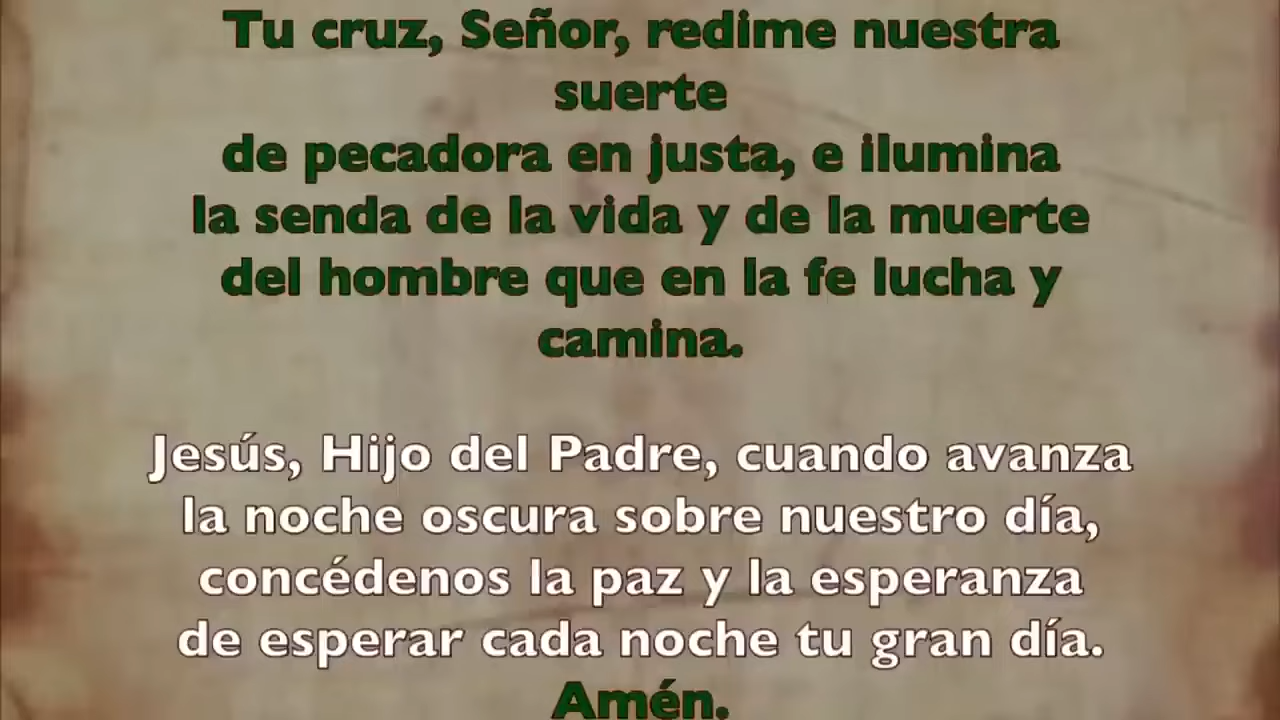 Tu cruz, Señor, redime nuestra
suerte
de pecadora en justa, e ilumina
la senda de la vida y de la muerte
del hombre que en la fe lucha y
camina.
Jesús, Hijo del Padre, cuando avanza
la noche oscura sobre nuestro día,
concédenos la paz y la esperanza
de esperar cada noche tu gran día.
Amén.